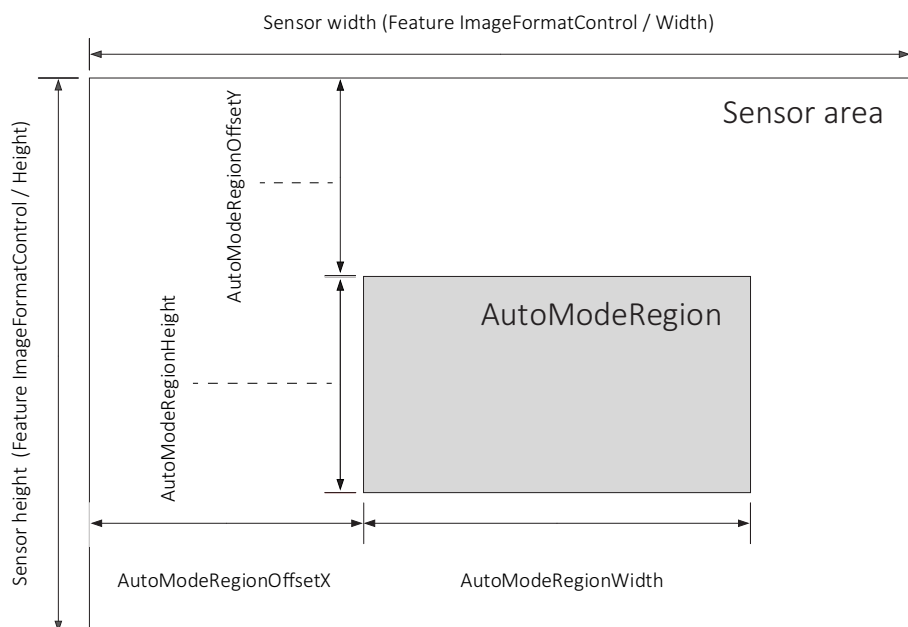 Sensor width (Feature ImageFormatControl / Width)
Sensor area
Sensor height (Feature ImageFormatControl / Height)
AutoModeRegionOffsetY
AutoModeRegion
AutoModeRegionHeight
AutoModeRegionOffsetX
AutoModeRegionWidth